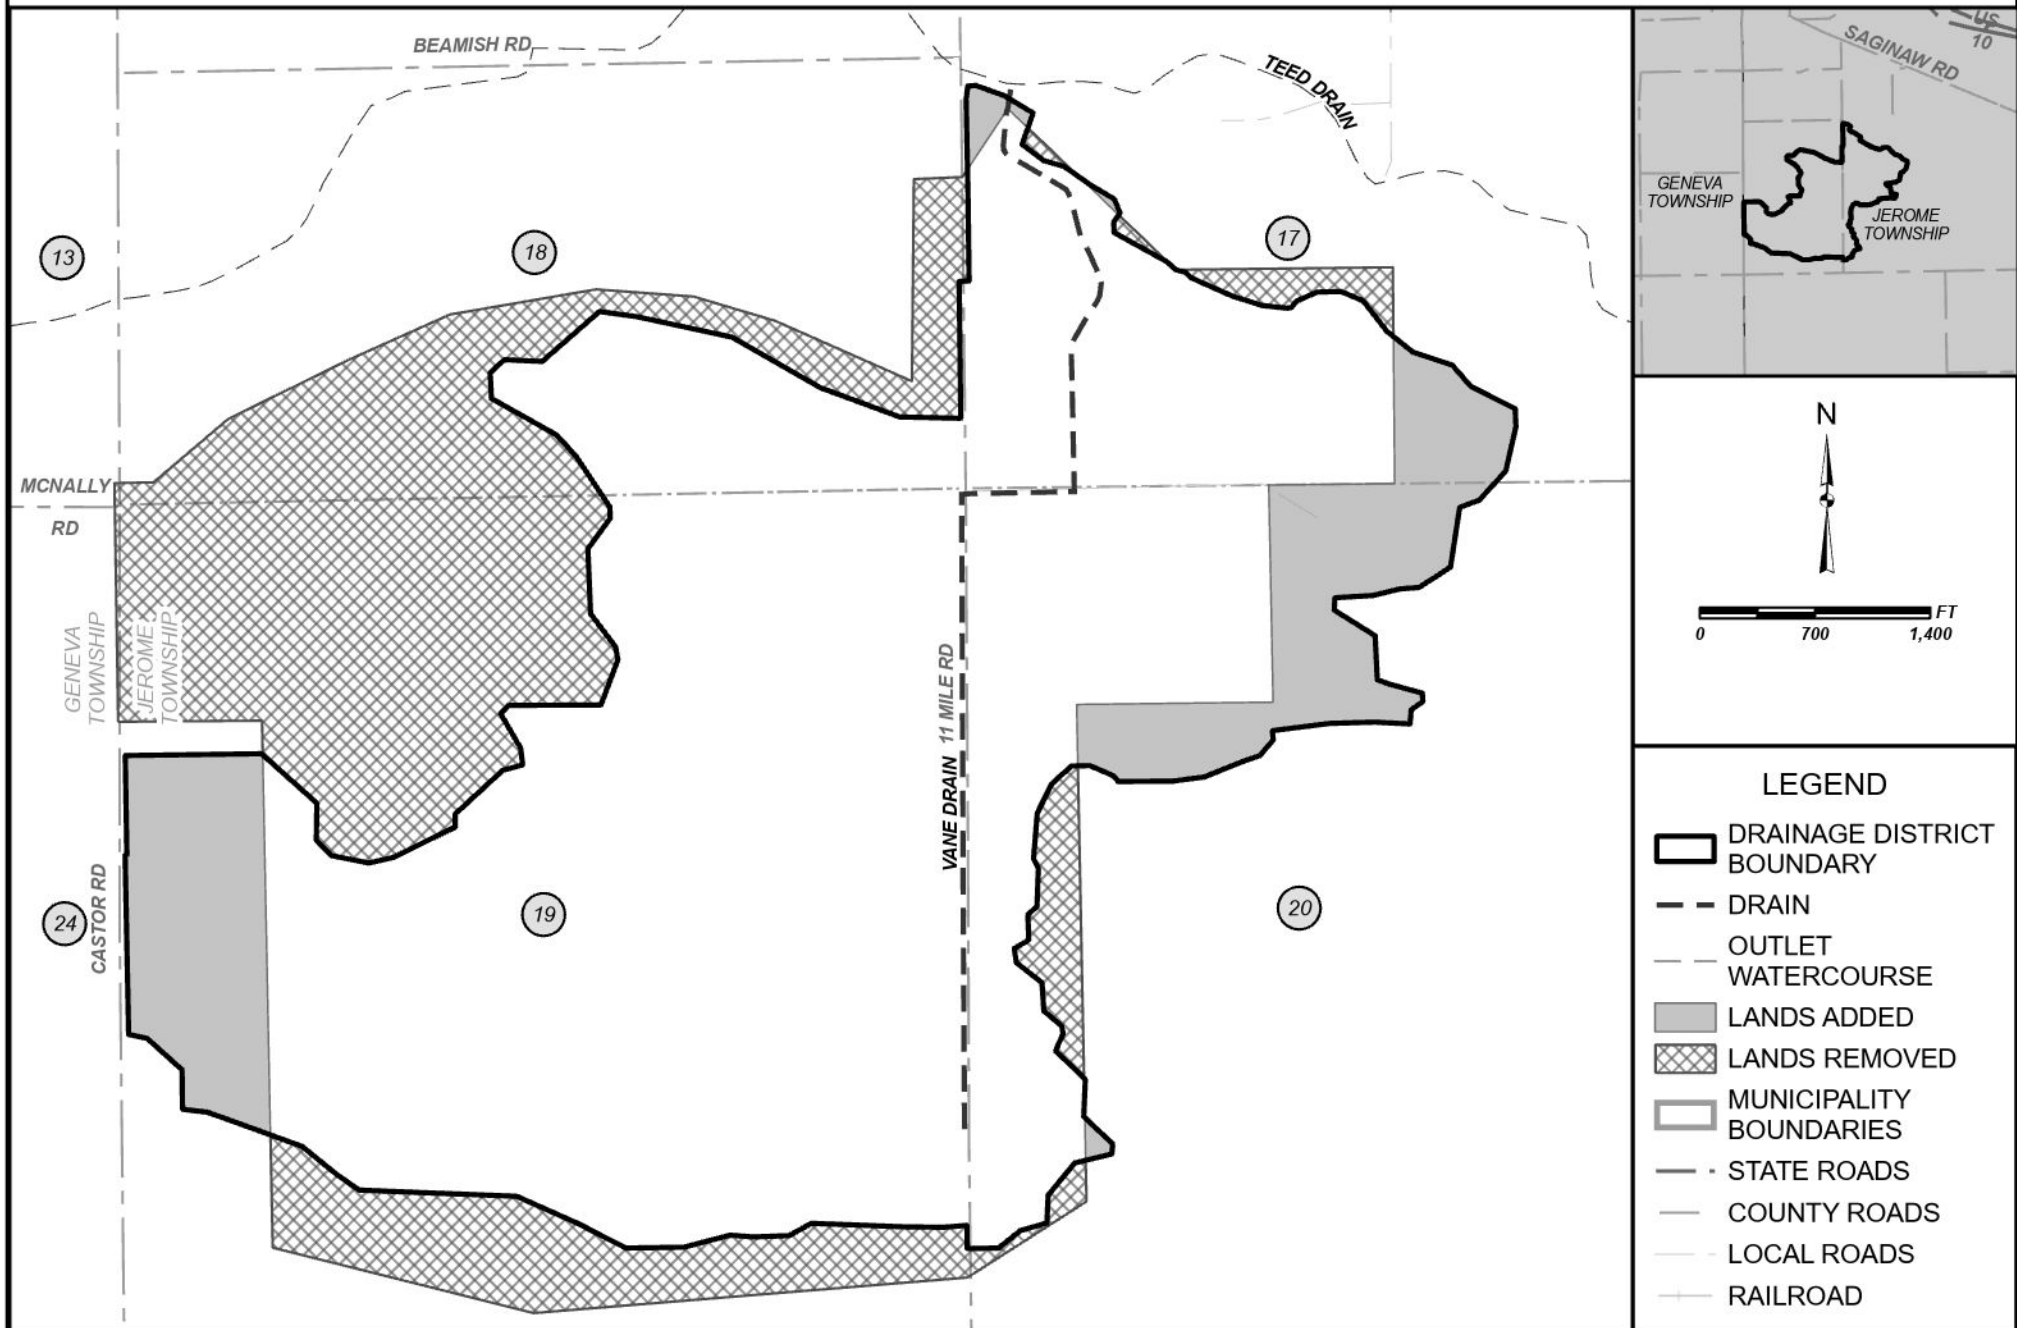 BEAMISH RD
TEED DRAIN
13
18
17
MCNALLY
RD
GENEVA
TOWNSHIP
JEROME
TOWNSHIP
VANE DRAIN
11 MILE RD
24
CASTOR RD
19
20
US
10
SAGINAW RD
GENEVA
TOWNSHIP
JEROME
TOWNSHIP
N
FT
0
700
1,400
LEGEND
DRAINAGE DISTRICT
BOUNDARY
DRAIN
OUTLET
WATERCOURSE
LANDS ADDED
LANDS REMOVED
MUNICIPALITY
BOUNDARIES
STATE ROADS
COUNTY ROADS
LOCAL ROADS
RAILROAD